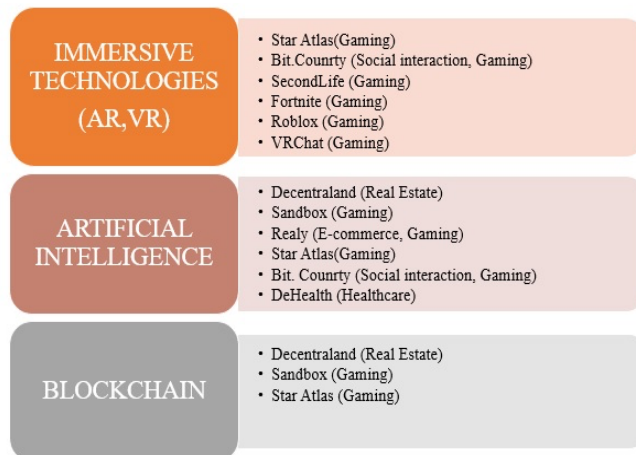 IMMERSIVE
TECHNOLOGIES
(AR,VR)
• Star Atlas(Gaming)
• Bit.Counrty (Social interaction, Gaming)
• SecondLife (Gaming)
• Fortnite (Gaming)
• Roblox (Gaming)
• VRChat (Gaming)
ARTIFICIAL
INTELLIGENCE
• Decentraland (Real Estate)
• Sandbox (Gaming)
• Realy (E-commerce, Gaming)
• Star Atlas(Gaming)
• Bit. Counrty (Social interaction, Gaming)
• DeHealth (Healthcare)
BLOCKCHAIN
• Decentraland (Real Estate)
• Sandbox (Gaming)
• Star Atlas (Gaming)